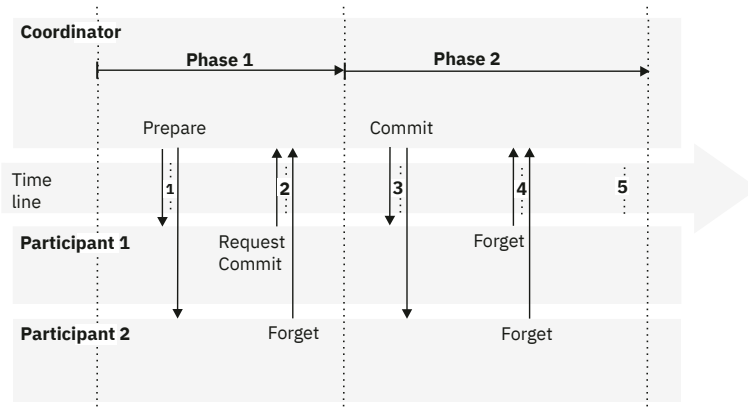 Coordinator
Phase 1
Phase 2
Prepare
Commit
Time
line
1
2
3
4
5
Participant 1
Request
Commit
Forget
Participant 2
Forget
Forget